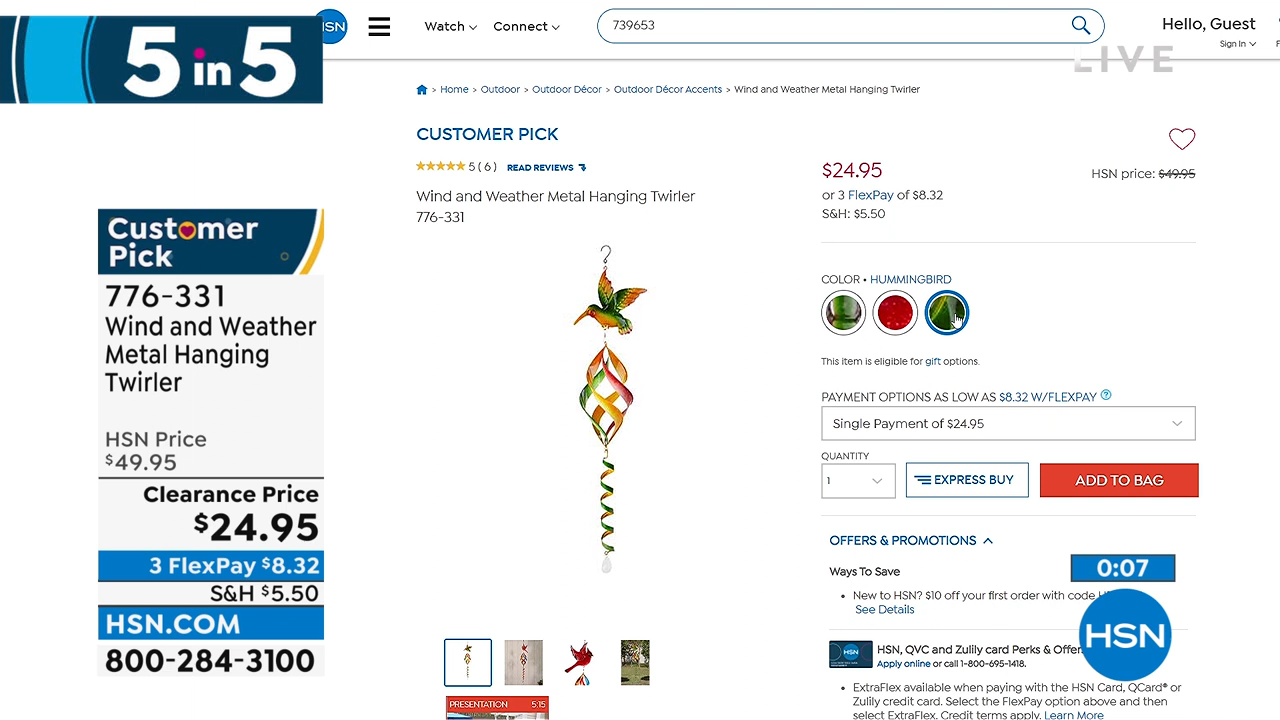 5 in 5
HSN
Watch
Connect
739653
Hello, Guest
Sign In
LIVE
Home > Outdoor > Outdoor Décor > Outdoor Décor Accents > Wind and Weather Metal Hanging Twirler
CUSTOMER PICK
5 ( 6 ) READ REVIEWS
Wind and Weather Metal Hanging Twirler
776-331
$24.95
HSN price: $49.95
or 3 FlexPay of $8.32
S&H: $5.50
COLOR • HUMMINGBIRD
This item is eligible for gift options.
PAYMENT OPTIONS AS LOW AS $8.32 W/FLEXPAY ?
Single Payment of $24.95
QUANTITY
1
EXPRESS BUY
ADD TO BAG
OFFERS & PROMOTIONS
Ways To Save
0:07
• New to HSN? $10 off your first order with code
See Details
HSN
HSN, QVC and Zulily card Perks & Offer
Apply online or call 1-800-695-1418.
HSN
• ExtraFlex available when paying with the HSN Card, QCard® or
Zulily credit card. Select the FlexPay option above and then
select ExtraFlex. Credit terms apply. Learn More
PRESENTATION 5:15
Customer
Pick
776-331
Wind and Weather
Metal Hanging
Twirler
HSN Price
$49.95
Clearance Price
$24.95
3 FlexPay $8.32
S&H $5.50
HSN.COM
800-284-3100